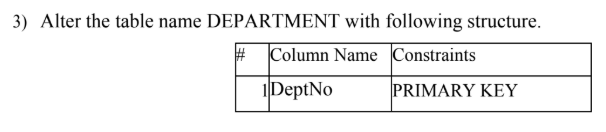 3) Alter the table name DEPARTMENT with following structure.
# Column Name Constraints
1 DeptNo PRIMARY KEY